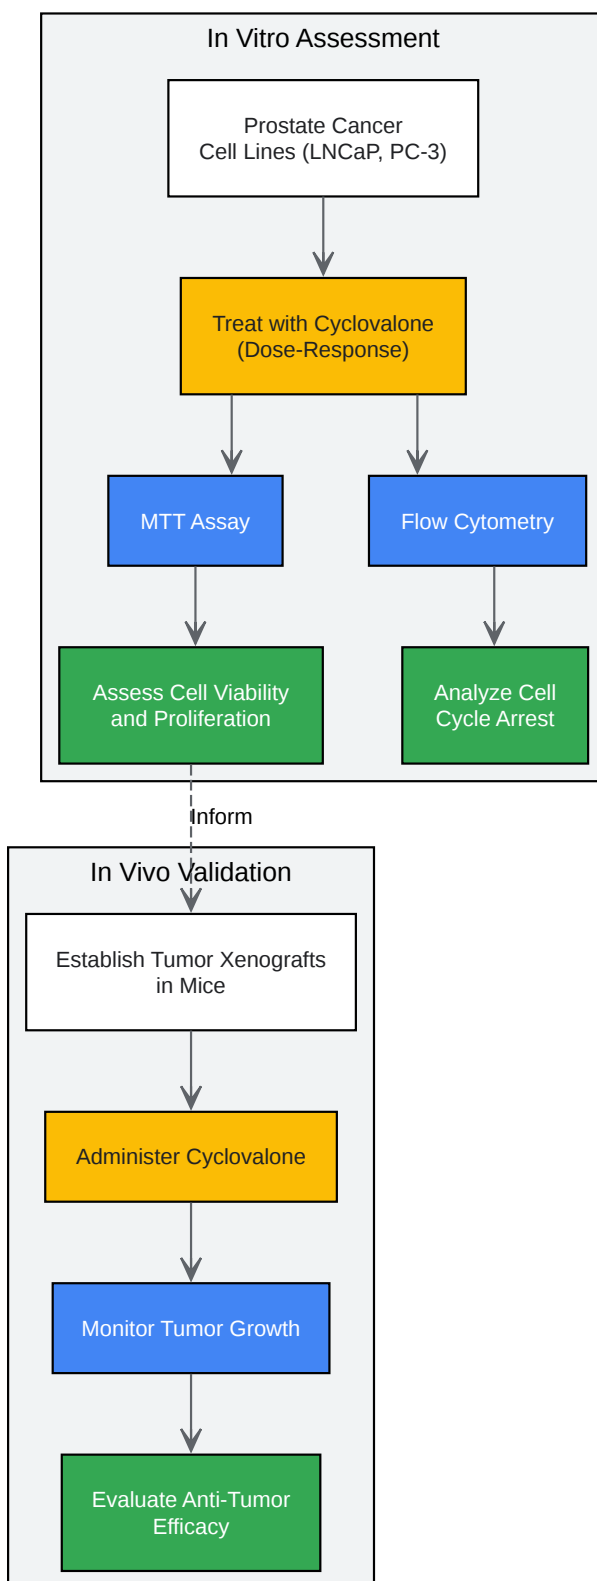 In Vitro Assessment
Prostate Cancer
Cell Lines (LNCaP, PC-3)
Treat with Cyclovalone
(Dose-Response)
MTT Assay
Flow Cytometry
Assess Cell Viability
and Proliferation
Analyze Cell
Cycle Arrest
Inform
In Vivo Validation
Establish Tumor Xenografts
in Mice
Administer Cyclovalone
Monitor Tumor Growth
Evaluate Anti-Tumor
Efficacy